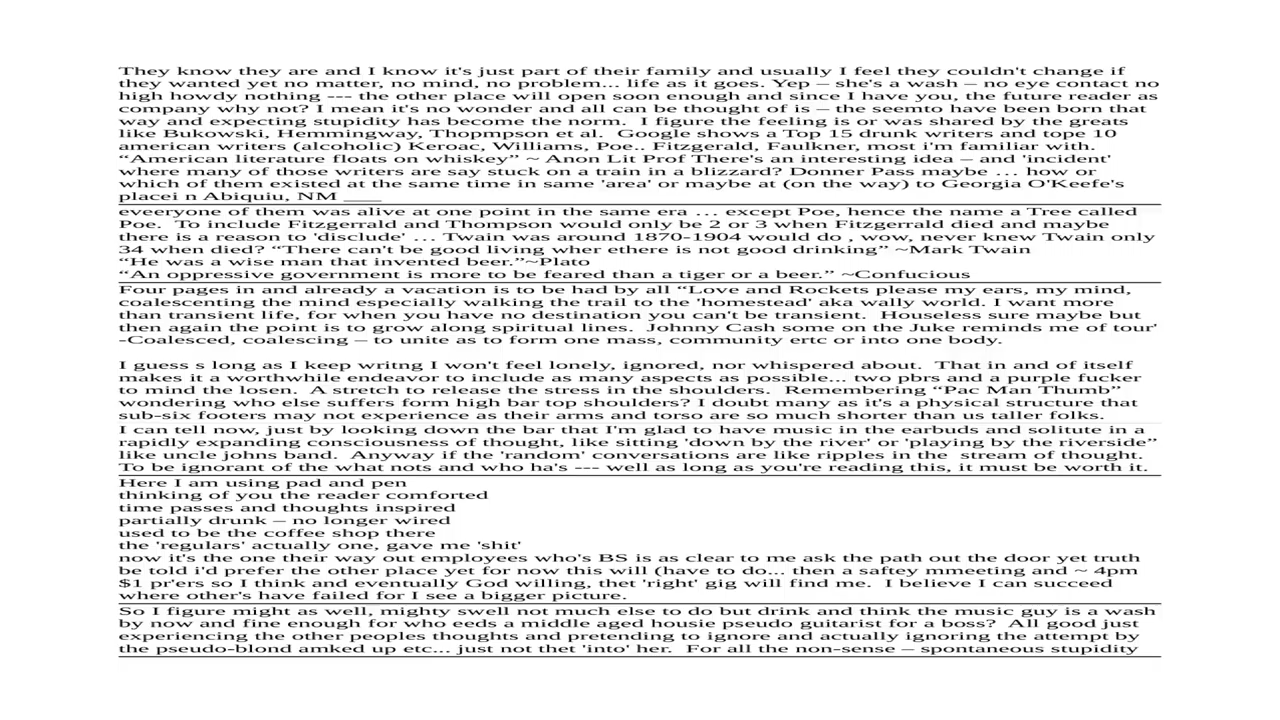 They know they are and I know it's just part of their family and usually I feel they couldn't change if
they wanted yet no matter, no mind, no problem... life as it goes. Yep – she's a wash – no eye contact no
high howdy nothing --- the other place will open soon enough and since I have you, the future reader as
company why not? I mean it's no wonder and all can be thought of is – the seemto have been born that
way and expecting stupidity has become the norm.  I figure the feeling is or was shared by the greats
like Bukowski, Hemmingway, Thopmpson et al.  Google shows a Top 15 drunk writers and tope 10
american writers (alcoholic) Keroac, Williams, Poe.. Fitzgerald, Faulkner, most i'm familiar with.
“American literature floats on whiskey” ~ Anon Lit Prof There's an interesting idea – and 'incident'
where many of those writers are say stuck on a train in a blizzard? Donner Pass maybe … how or
which of them existed at the same time in same 'area' or maybe at (on the way) to Georgia O'Keefe's
placei n Abiquiu, NM ____
eveeryone of them was alive at one point in the same era … except Poe, hence the name a Tree called
Poe.  To include Fitzgerrald and Thompson would only be 2 or 3 when Fitzgerrald died and maybe
there is a reason to 'disclude' … Twain was around 1870-1904 would do , wow, never knew Twain only
34 when died? “There can't be good living wher ethere is not good drinking” ~Mark Twain
“He was a wise man that invented beer.”~Plato
“An oppressive government is more to be feared than a tiger or a beer.” ~Confucious
Four pages in and already a vacation is to be had by all “Love and Rockets please my ears, my mind,
coalescenting the mind especially walking the trail to the 'homestead' aka wally world. I want more
than transient life, for when you have no destination you can't be transient.  Houseless sure maybe but
then again the point is to grow along spiritual lines.  Johnny Cash some on the Juke reminds me of tour'
-Coalesced, coalescing – to unite as to form one mass, community ertc or into one body.
I guess s long as I keep writng I won't feel lonely, ignored, nor whispered about.  That in and of itself
makes it a worthwhile endeavor to include as many aspects as possible... two pbrs and a purple fucker
to mind the losen.  A stretch to release the stress in the shoulders.  Remembering “Pac Man Thumb”
wondering who else suffers form high bar top shoulders? I doubt many as it's a physical structure that
sub-six footers may not experience as their arms and torso are so much shorter than us taller folks.
I can tell now, just by looking down the bar that I'm glad to have music in the earbuds and solitute in a
rapidly expanding consciousness of thought, like sitting 'down by the river' or 'playing by the riverside”
like uncle johns band.  Anyway if the 'random' conversations are like ripples in the  stream of thought.
To be ignorant of the what nots and who ha's --- well as long as you're reading this, it must be worth it.
Here I am using pad and pen
thinking of you the reader comforted
time passes and thoughts inspired
partially drunk – no longer wired
used to be the coffee shop there
the 'regulars' actually one, gave me 'shit'
now it's the one their way out employees who's BS is as clear to me ask the path out the door yet truth
be told i'd prefer the other place yet for now this will (have to do... then a saftey mmeeting and ~ 4pm
$1 pr'ers so I think and eventually God willing, thet 'right' gig will find me.  I believe I can succeed
where other's have failed for I see a bigger picture.
So I figure might as well, mighty swell not much else to do but drink and think the music guy is a wash
by now and fine enough for who eeds a middle aged housie pseudo guitarist for a boss?  All good just
experiencing the other peoples thoughts and pretending to ignore and actually ignoring the attempt by
the pseudo-blond amked up etc... just not thet 'into' her.  For all the non-sense – spontaneous stupidity